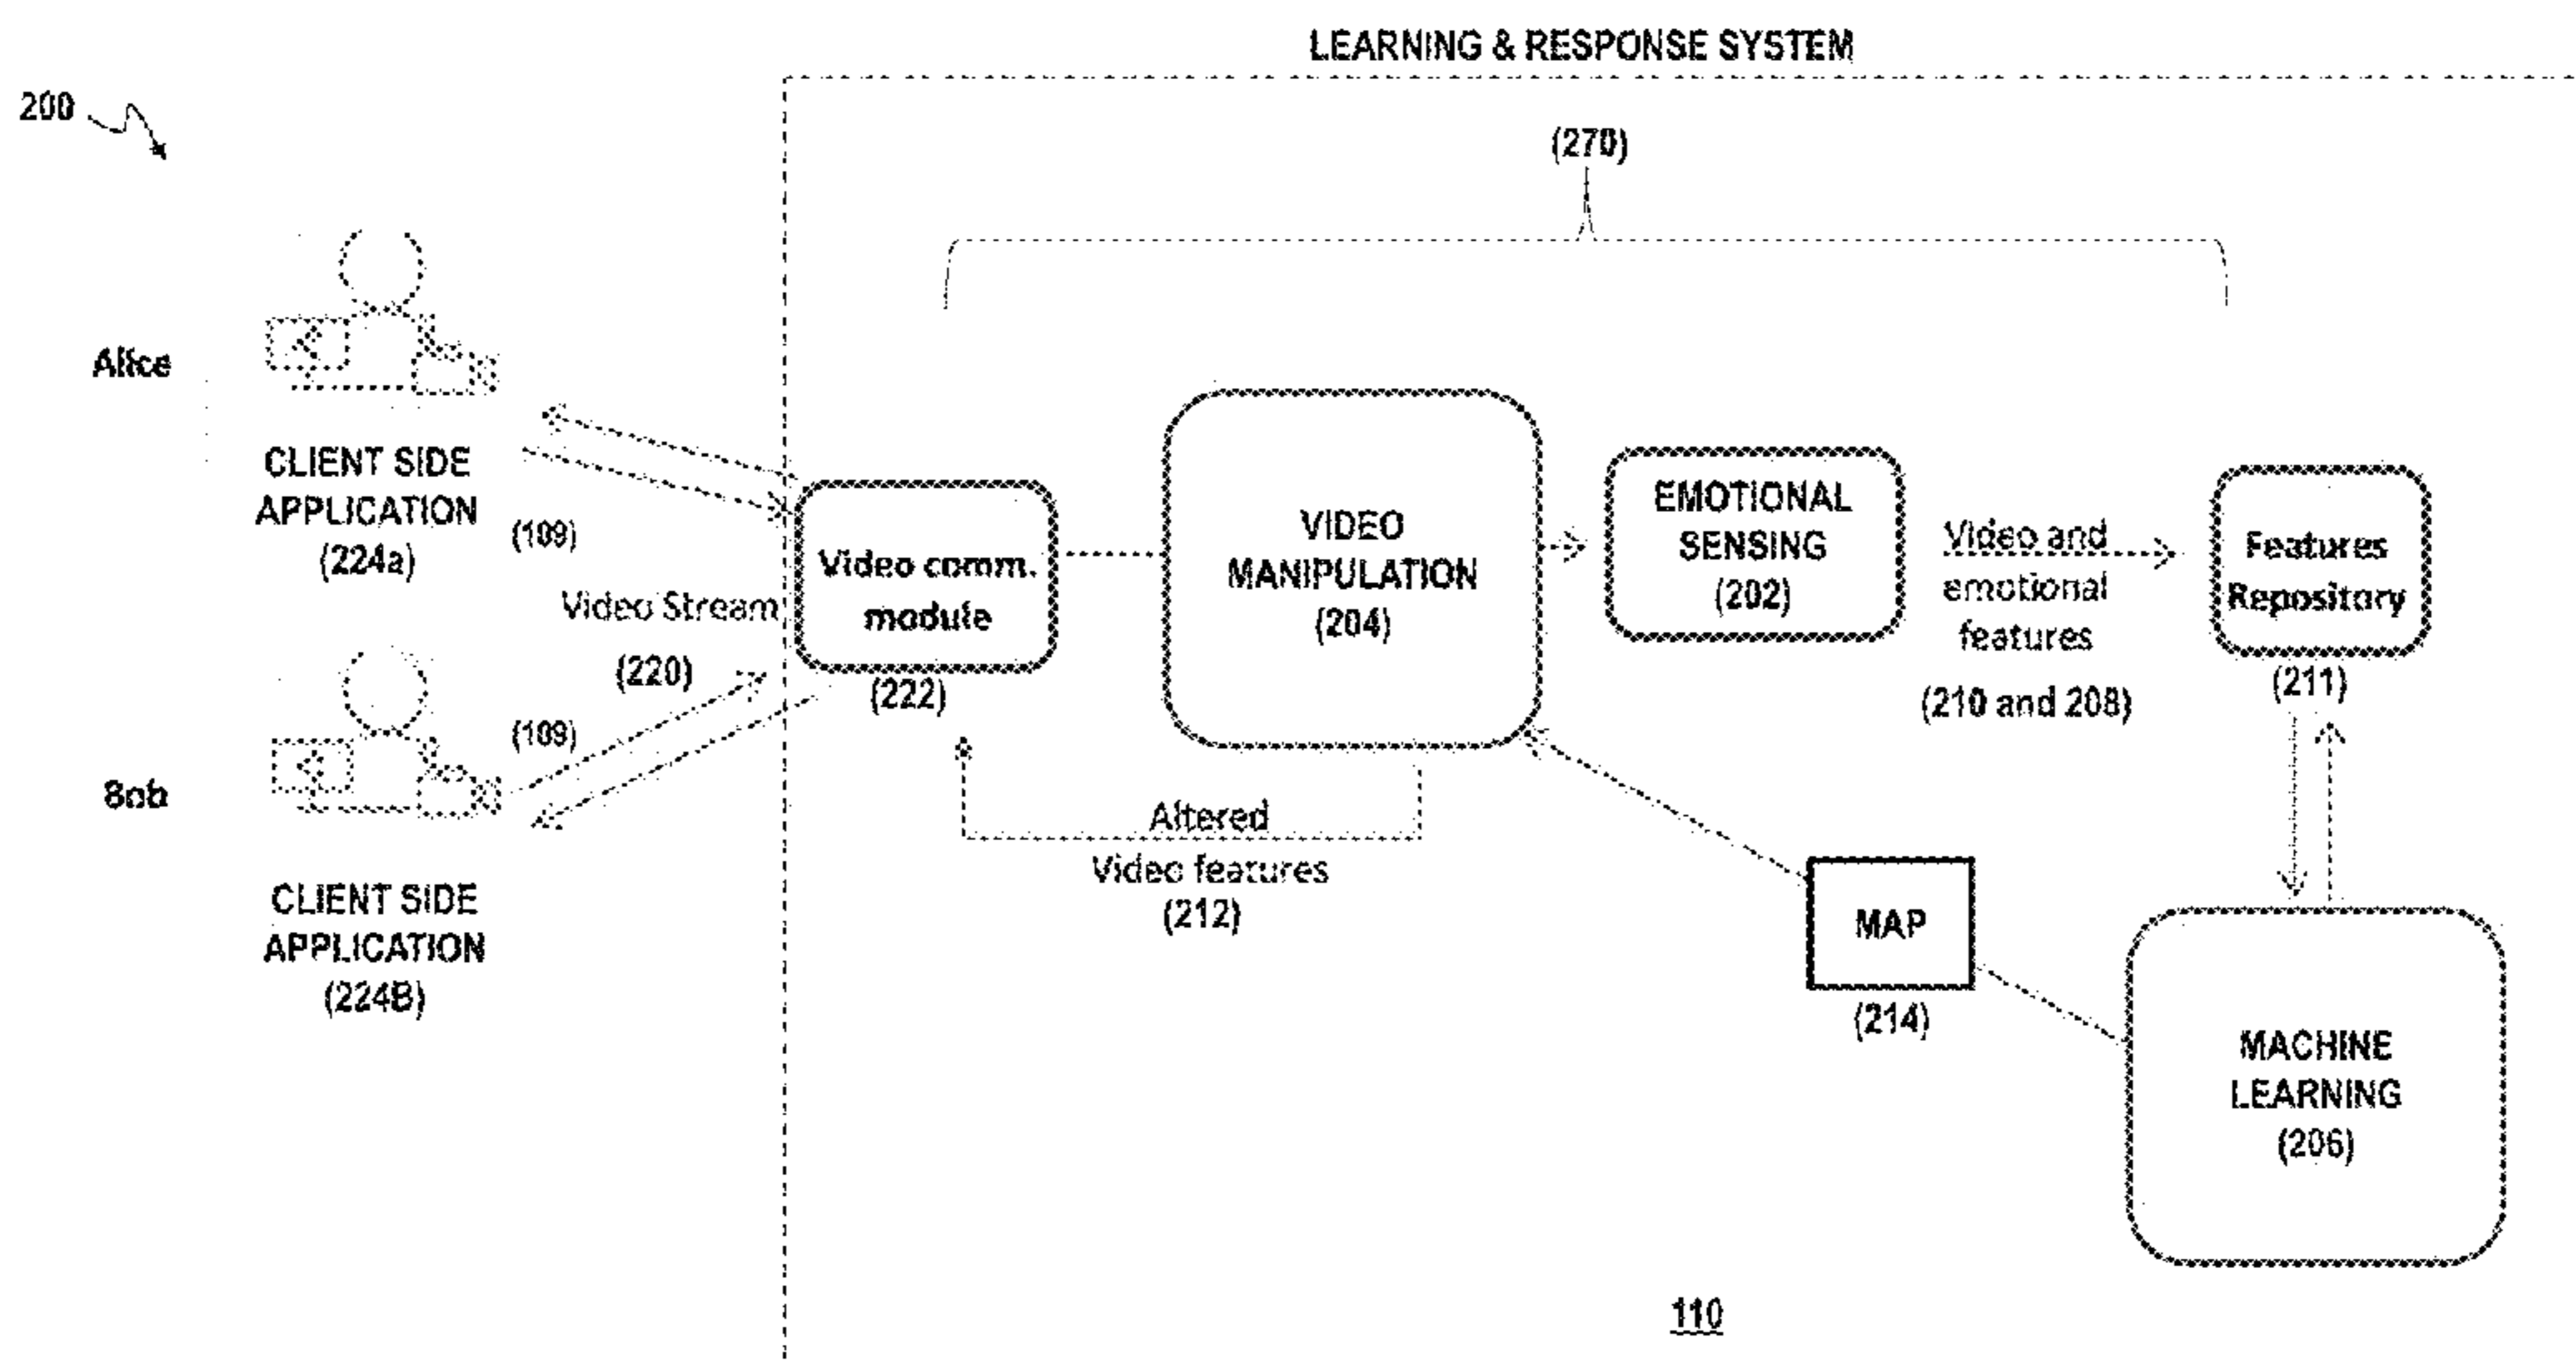 LEARNING & RESPONSE SYSTEM
200
(270)
Alice
CLIENT SIDE
APPLICATION
(224a)
(109)
Video Stream
(220)
(109)
Bob
CLIENT SIDE
APPLICATION
(224B)
Video comm.
module
(222)
VIDEO
MANIPULATION
(204)
EMOTIONAL
SENSING
(202)
Video and
emotional
features
(210 and 208)
Features
Repository
(211)
Altered
Video features
(212)
MAP
(214)
MACHINE
LEARNING
(206)
110